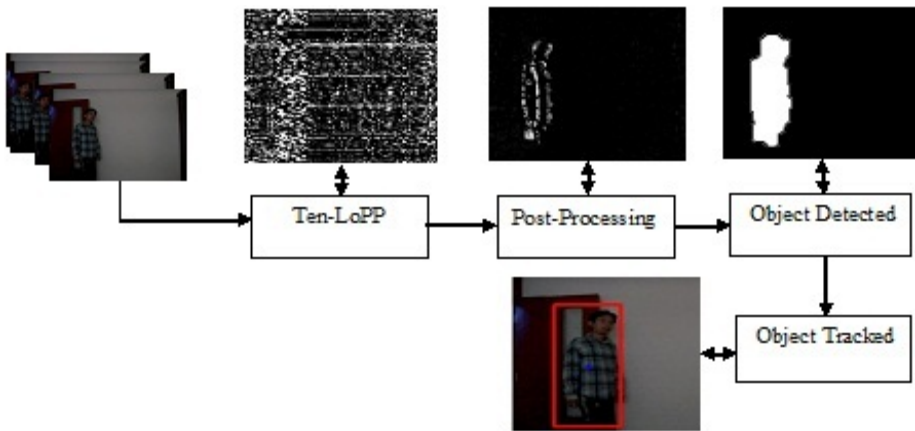 Ten-LoPP
Post-Processing
Object Detected
Object Tracked